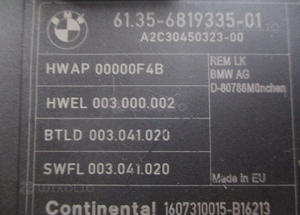 61.35-6819335-01
A2C30450323-00
HWAP 00000F4B
REM LK
BMW AG
D-80788München
HWEL 003.000.002
BTLD 003.041.020
SWFL 003.041.020
Made in EU
Continental 1607310015-B16213